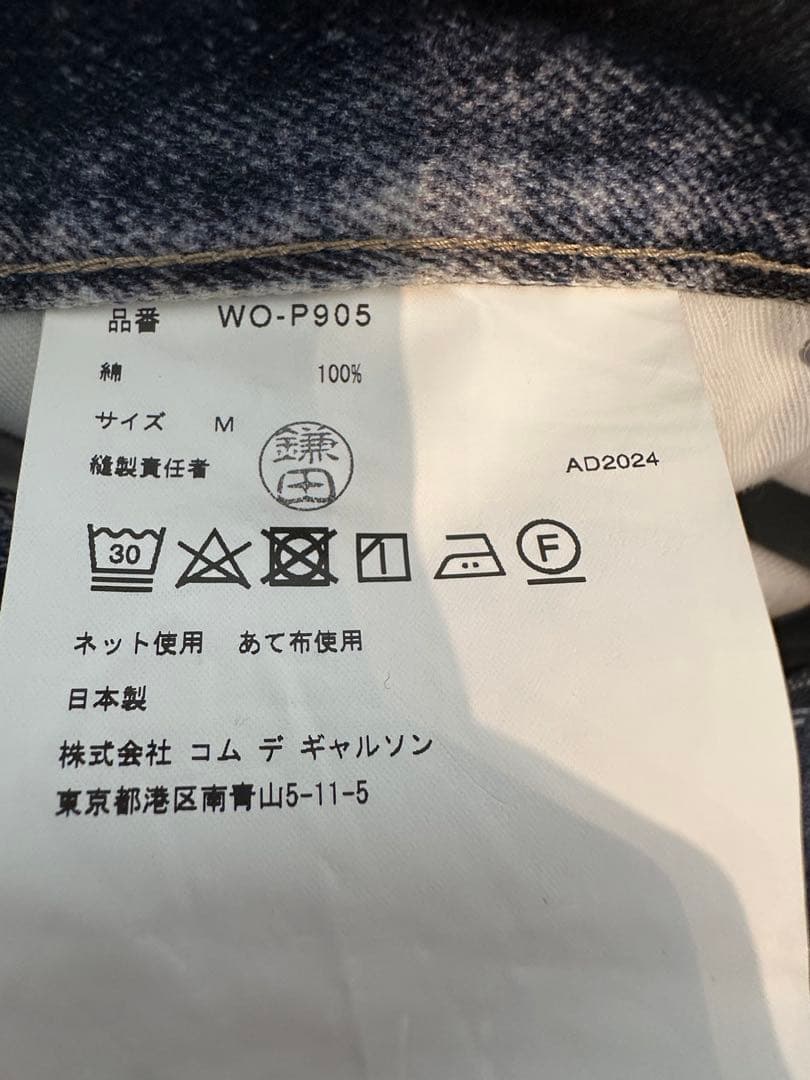 品番 WO-P905
綿 100%
サイズ M
縫製責任者 鎌田
AD2024
30 F
ネット使用 あて布使用
日本製
株式会社 コム デ ギャルソン
東京都港区南青山5-11-5